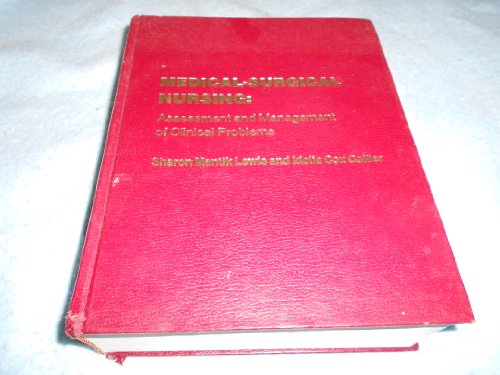 MEDICAL-SURGICAL
NURSING:
Assessment and Management
of Clinical Problems
Sharon Mantik Lewis and Idolia Cox Collier